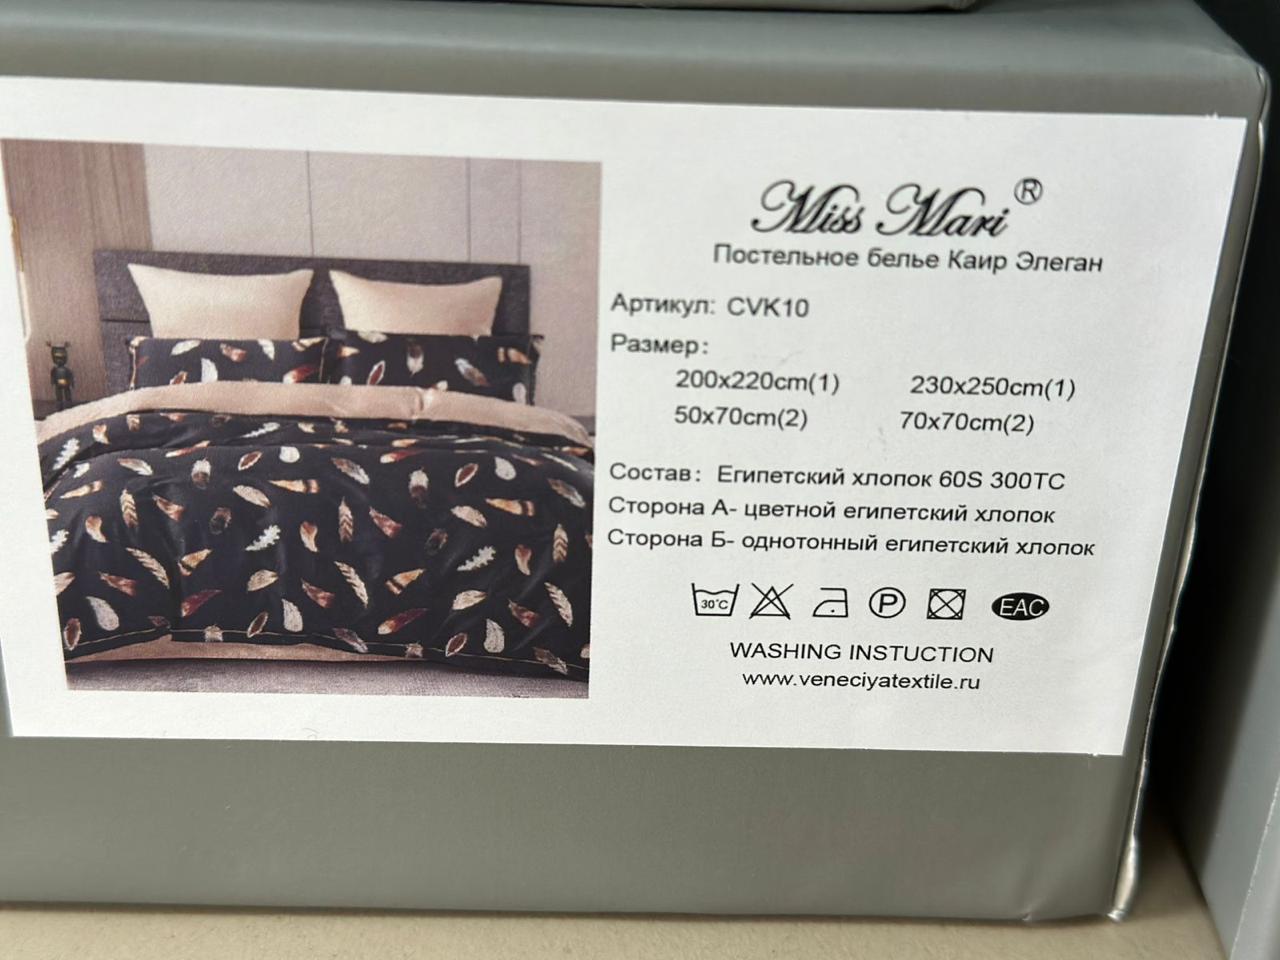 Miss Mari ®
Постельное белье Каир Элеган
Артикул: CVK10
Размер:
200x220cm(1) 230x250cm(1)
50x70cm(2) 70x70cm(2)
Состав: Египетский хлопок 60S 300TC
Сторона А- цветной египетский хлопок
Сторона Б- однотонный египетский хлопок
30°C P EAC
WASHING INSTUCTION
www.veneciyatextile.ru